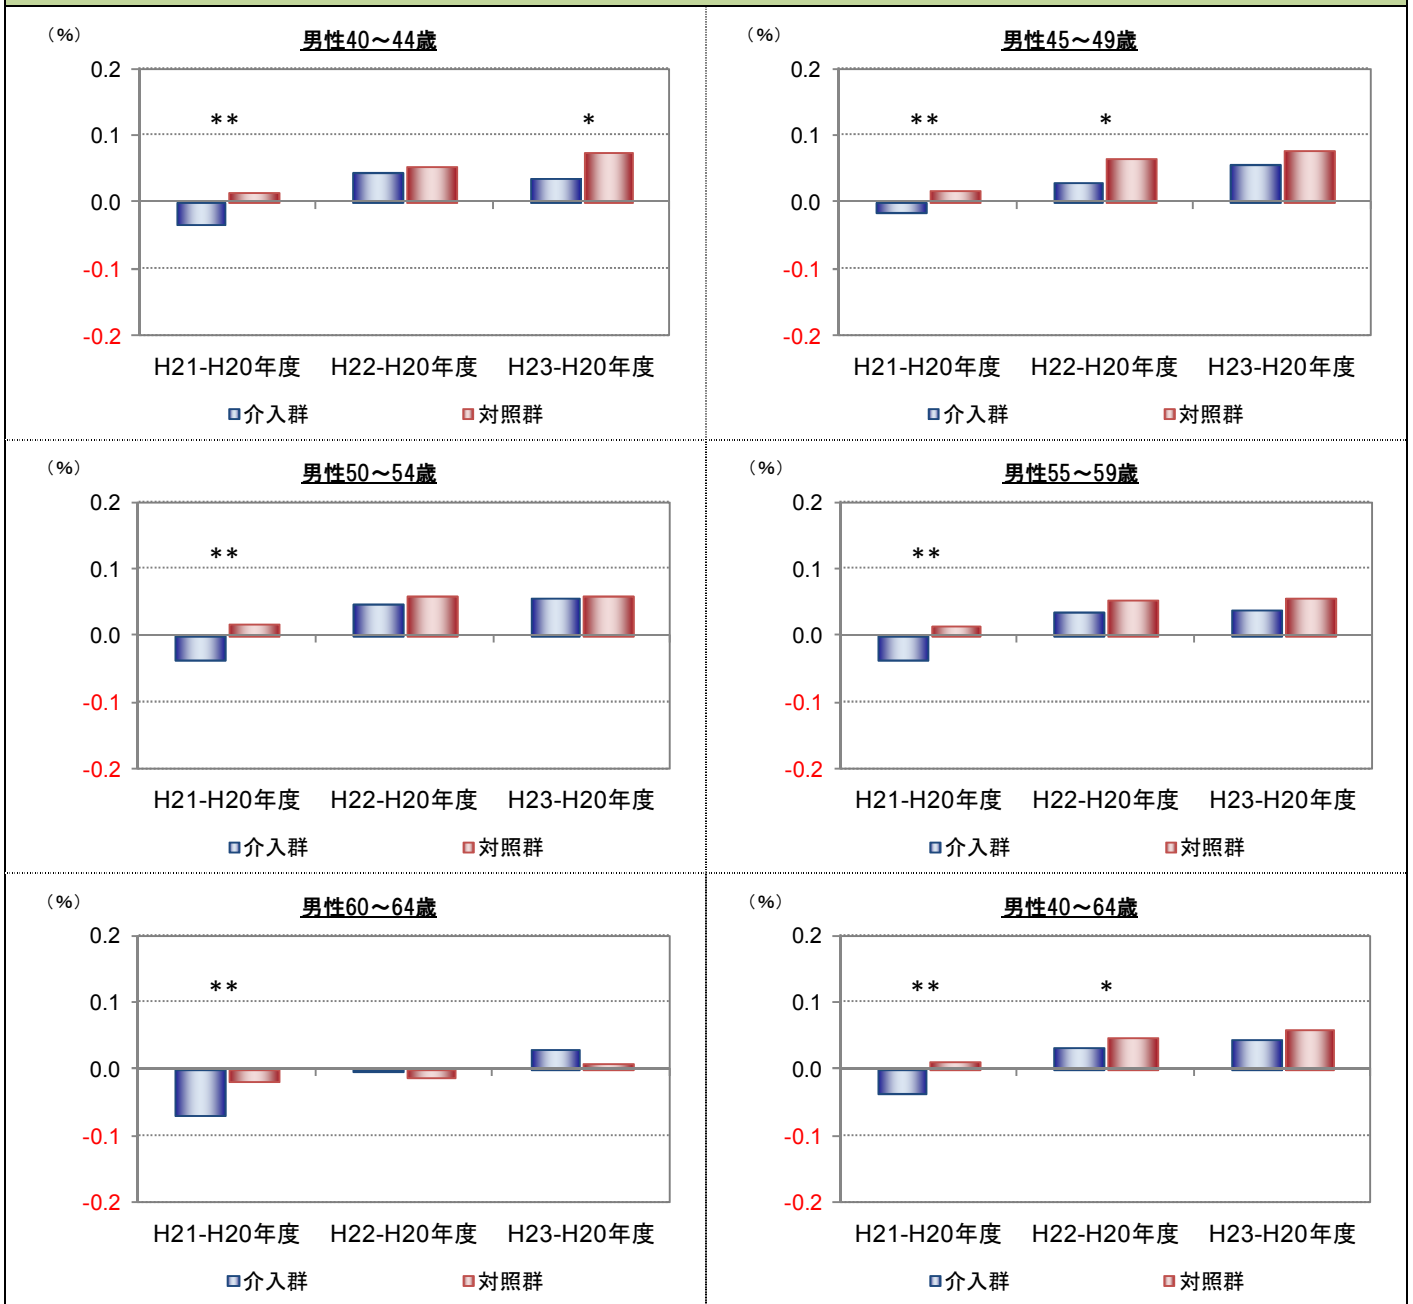 （%） 男性40～44歳
0.2
** *
0.1
0.0
-0.1
-0.2
H21-H20年度 H22-H20年度 H23-H20年度
介入群 対照群
（%） 男性45～49歳
0.2
** *
0.1
0.0
-0.1
-0.2
H21-H20年度 H22-H20年度 H23-H20年度
介入群 対照群
（%） 男性50～54歳
0.2
**
0.1
0.0
-0.1
-0.2
H21-H20年度 H22-H20年度 H23-H20年度
介入群 対照群
（%） 男性55～59歳
0.2
**
0.1
0.0
-0.1
-0.2
H21-H20年度 H22-H20年度 H23-H20年度
介入群 対照群
（%） 男性60～64歳
0.2
**
0.1
0.0
-0.1
-0.2
H21-H20年度 H22-H20年度 H23-H20年度
介入群 対照群
（%） 男性40～64歳
0.2
** *
0.1
0.0
-0.1
-0.2
H21-H20年度 H22-H20年度 H23-H20年度
介入群 対照群